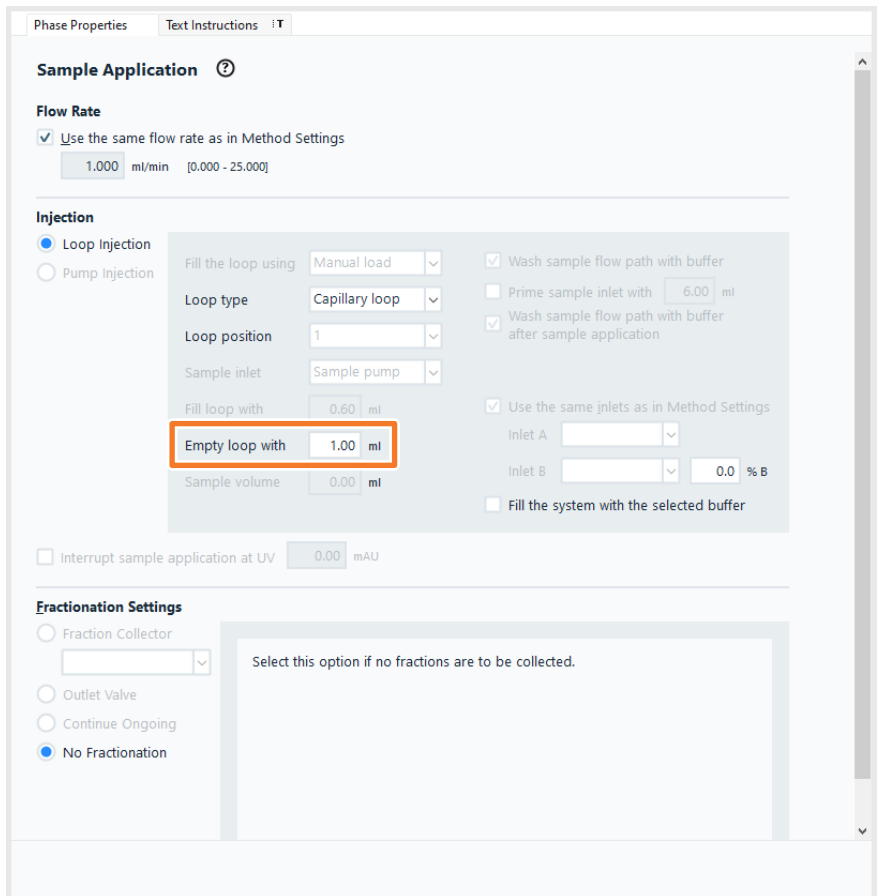 Phase Properties
Text Instructions T
Sample Application ?
Flow Rate
Use the same flow rate as in Method Settings
1.000 ml/min [0.000 - 25.000]
Injection
Loop Injection
Pump Injection
Fill the loop using Manual load
Loop type Capillary loop
Loop position 1
Sample inlet Sample pump
Fill loop with 0.60 ml
Empty loop with 1.00 ml
Sample volume 0.00 ml
Wash sample flow path with buffer
Prime sample inlet with 6.00 ml
Wash sample flow path with buffer
after sample application
Use the same inlets as in Method Settings
Inlet A
Inlet B 0.0 % B
Fill the system with the selected buffer
Interrupt sample application at UV 0.00 mAU
Fractionation Settings
Fraction Collector
Outlet Valve
Continue Ongoing
No Fractionation
Select this option if no fractions are to be collected.